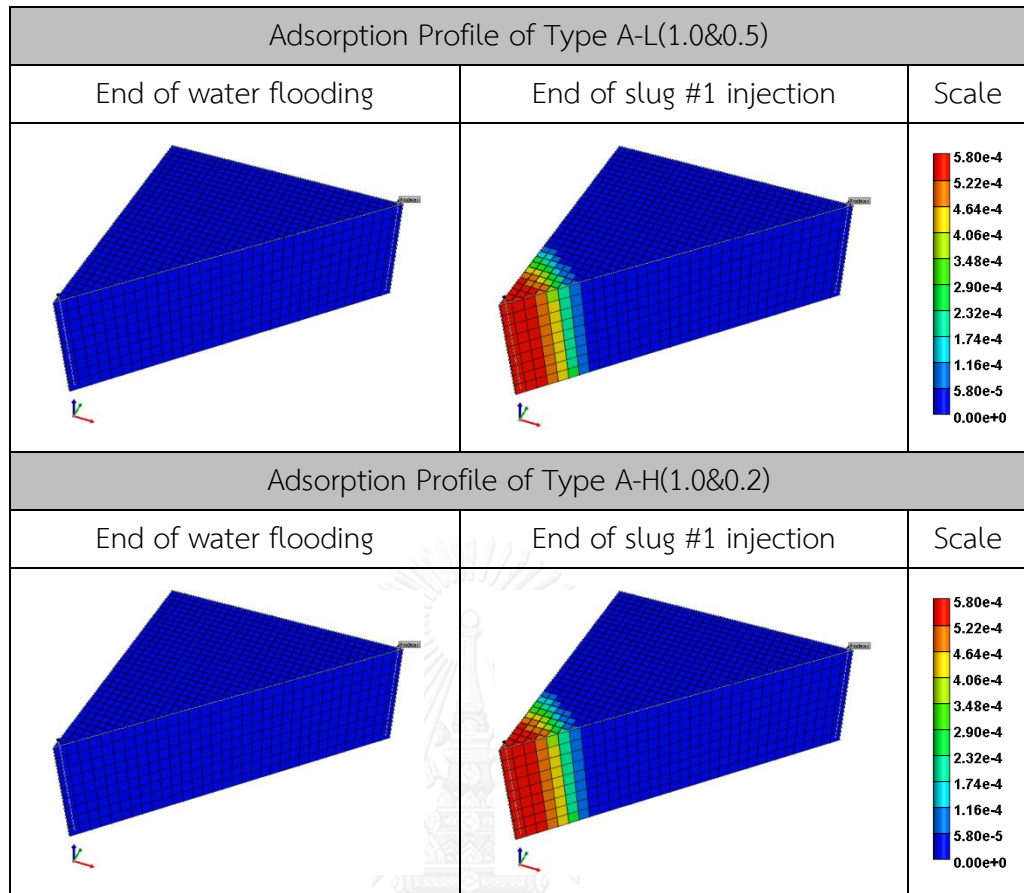 Adsorption Profile of Type A-L(1.0&0.5)
End of water flooding
End of slug #1 injection
Scale
5.80e-4
5.22e-4
4.64e-4
4.06e-4
3.48e-4
2.90e-4
2.32e-4
1.74e-4
1.16e-4
5.80e-5
0.00e+0
Adsorption Profile of Type A-H(1.0&0.2)
End of water flooding
End of slug #1 injection
Scale
5.80e-4
5.22e-4
4.64e-4
4.06e-4
3.48e-4
2.90e-4
2.32e-4
1.74e-4
1.16e-4
5.80e-5
0.00e+0